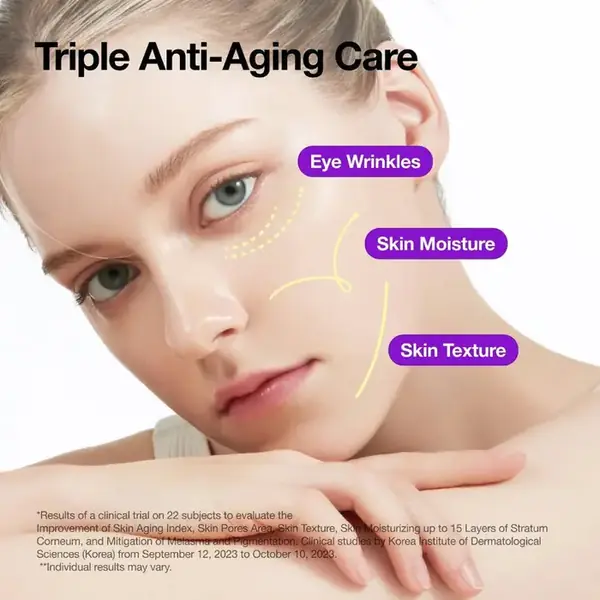 Triple Anti-Aging Care
Eye Wrinkles
Skin Moisture
Skin Texture
*Results of a clinical trial on 22 subjects to evaluate the
Improvement of Skin Aging Index, Skin Pores Area, Skin Texture, Skin Moisturizing up to 15 Layers of Stratum
Corneum, and Mitigation of Melasma and Pigmentation. Clinical studies by Korea Institute of Dermatological
Sciences (Korea) from September 12, 2023 to October 10, 2023.
**Individual results may vary.